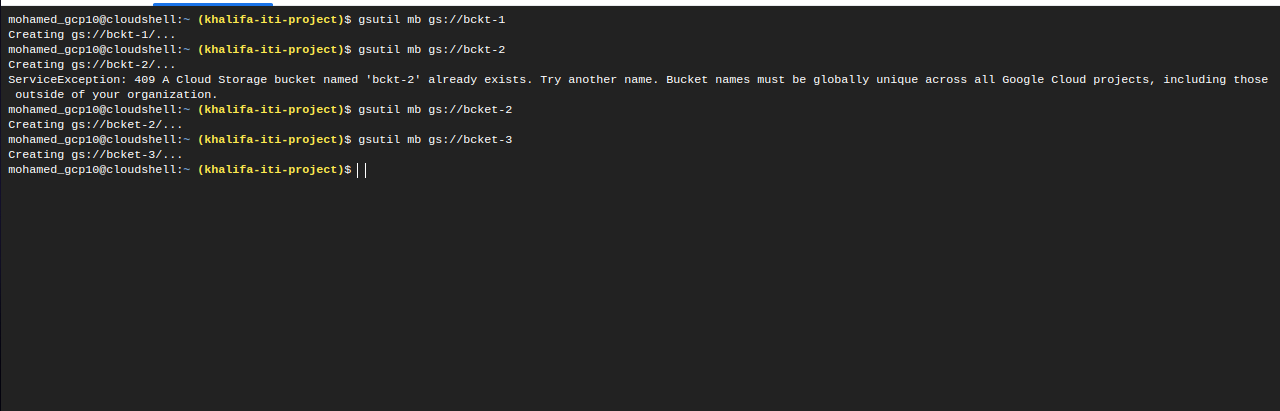 mohamed_gcp10@cloudshell:~ (khalifa-iti-project)$ gsutil mb gs://bckt-1
Creating gs://bckt-1/...
mohamed_gcp10@cloudshell:~ (khalifa-iti-project)$ gsutil mb gs://bckt-2
Creating gs://bckt-2/...
ServiceException: 409 A Cloud Storage bucket named 'bckt-2' already exists. Try another name. Bucket names must be globally unique across all Google Cloud projects, including those
outside of your organization.
mohamed_gcp10@cloudshell:~ (khalifa-iti-project)$ gsutil mb gs://bcket-2
Creating gs://bcket-2/...
mohamed_gcp10@cloudshell:~ (khalifa-iti-project)$ gsutil mb gs://bcket-3
Creating gs://bcket-3/...
mohamed_gcp10@cloudshell:~ (khalifa-iti-project)$